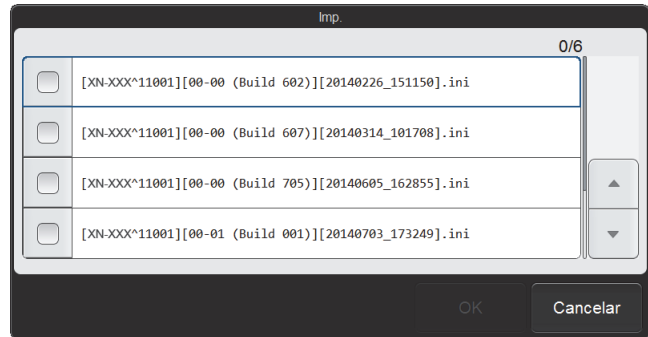 Imp.
0/6
[XN-XXX^11001][00-00 (Build 602)][20140226_151150].ini
[XN-XXX^11001][00-00 (Build 607)][20140314_101708].ini
[XN-XXX^11001][00-00 (Build 705)][20140605_162855].ini
[XN-XXX^11001][00-01 (Build 001)][20140703_173249].ini
OK Cancelar